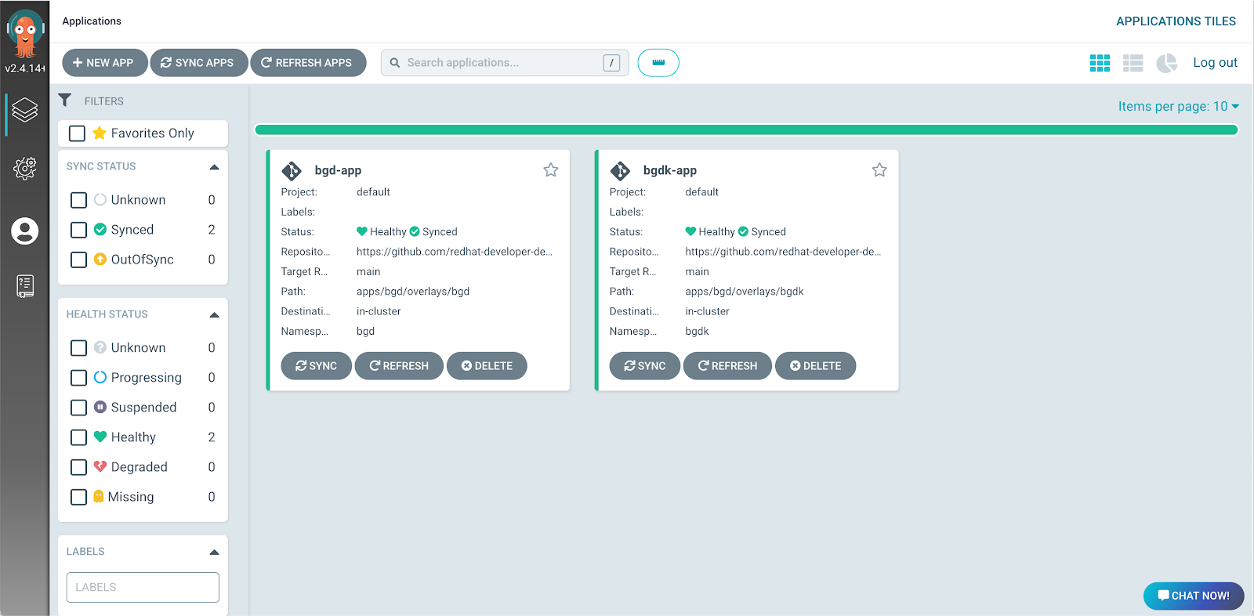 Applications
APPLICATIONS TILES
v2.4.14+
NEW APP
SYNC APPS
REFRESH APPS
Search applications...
/
Log out
FILTERS
Items per page: 10
Favorites Only
SYNC STATUS
Unknown 0
Synced 2
OutOfSync 0
HEALTH STATUS
Unknown 0
Progressing 0
Suspended 0
Healthy 2
Degraded 0
Missing 0
LABELS
LABELS
bgd-app
Project: default
Labels:
Status: Healthy Synced
Reposito... https://github.com/redhat-developer-de...
Target R... main
Path: apps/bgd/overlays/bgd
Destinati... in-cluster
Namesp... bgd
SYNC REFRESH DELETE
bgdk-app
Project: default
Labels:
Status: Healthy Synced
Reposito... https://github.com/redhat-developer-de...
Target R... main
Path: apps/bgd/overlays/bgdk
Destinati... in-cluster
Namesp... bgdk
SYNC REFRESH DELETE
CHAT NOW!